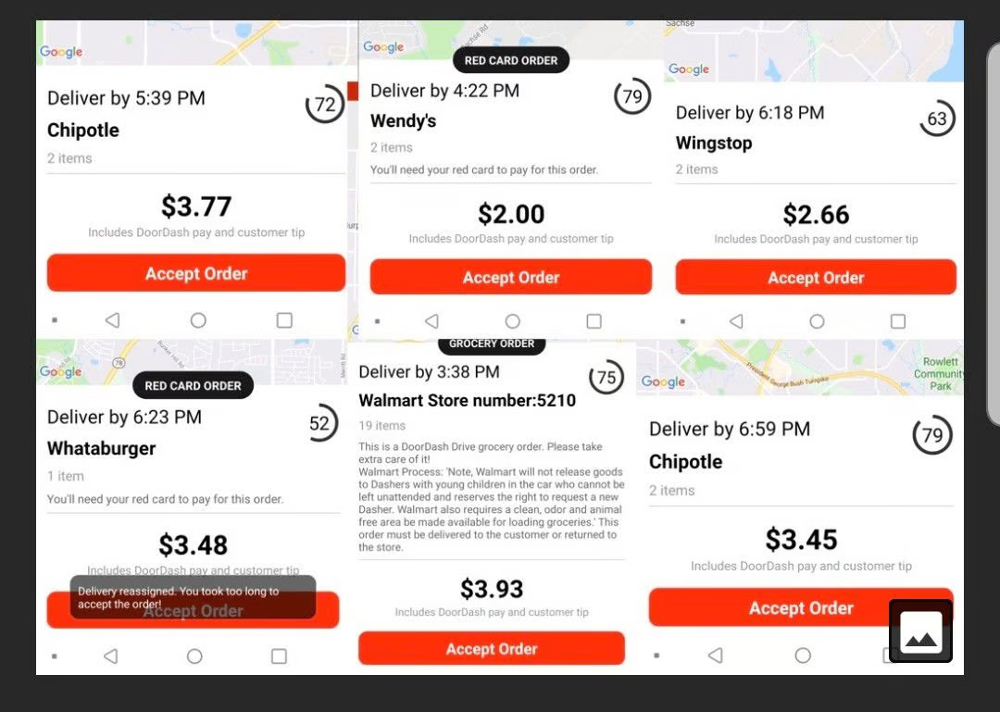 Google
Deliver by 5:39 PM
72
Chipotle
2 items
$3.77
Includes DoorDash pay and customer tip
Accept Order
Sachse Rd
Google
RED CARD ORDER
Deliver by 4:22 PM
79
Wendy's
2 items
You'll need your red card to pay for this order.
$2.00
Includes DoorDash pay and customer tip
Accept Order
Sachse
Google
Deliver by 6:18 PM
63
Wingstop
2 items
$2.66
Includes DoorDash pay and customer tip
Accept Order
Google
78
RED CARD ORDER
Deliver by 6:23 PM
52
Whataburger
1 item
You'll need your red card to pay for this order.
$3.48
Includes DoorDash pay and customer tip
Delivery reassigned. You took too long to
accept the order!
Accept Order
GROCERY ORDER
Deliver by 3:38 PM
75
Walmart Store number:5210
19 items
This is a DoorDash Drive grocery order. Please take
extra care of it!
Walmart Process: 'Note, Walmart will not release goods
to Dashers with young children in the car who cannot be
left unattended and reserves the right to request a new
Dasher. Walmart also requires a clean, odor and animal
free area be made available for loading groceries.' This
order must be delivered to the customer or returned to
the store.
$3.93
Includes DoorDash pay and customer tip
Accept Order
Google
President George Bush Turnpike
Rowlett
Community
Park
Deliver by 6:59 PM
79
Chipotle
2 items
$3.45
Includes DoorDash pay and customer tip
Accept Order